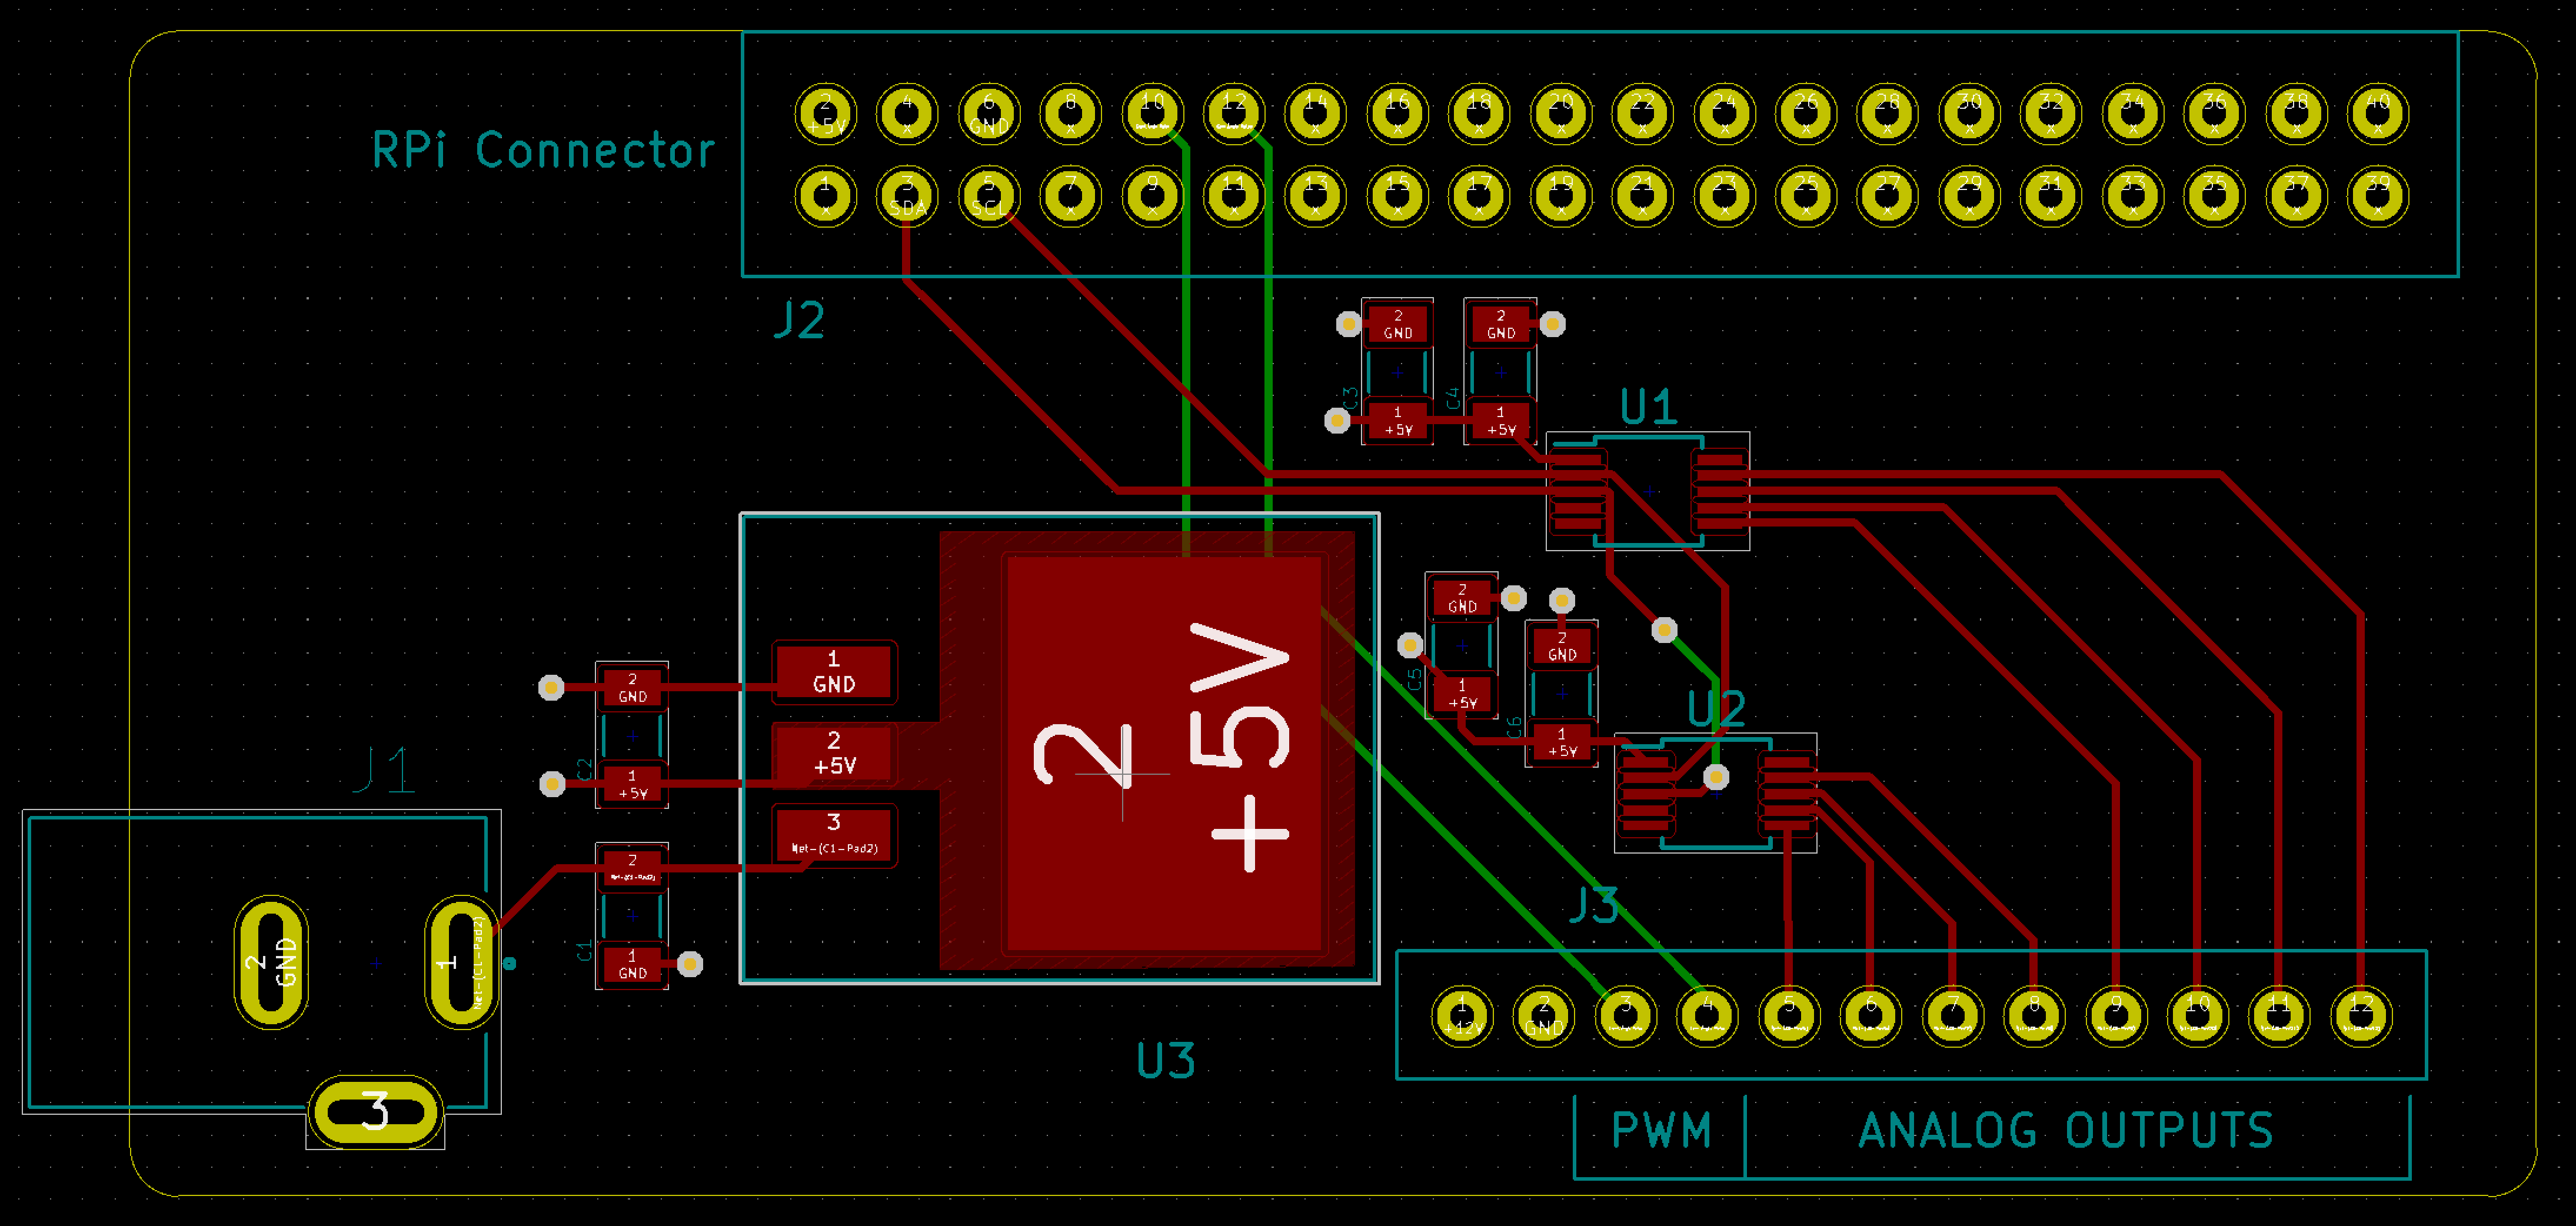 2 4 6 8 10 12 14 16 18 20 22 24 26 28 30 32 34 36 38 40
+5V x GND x x x x x x x x x x x x x x x
RPi Connector
1 3 5 7 9 11 13 15 17 19 21 23 25 27 29 31 33 35 37 39
x SDA SCL x x x x x x x x x x x x x x x x x
J2
2
GND
2
GND
C3
C4
1
+5V
1
+5V
U1
2
GND
C5
1
+5V
2
GND
C6
1
+5V
U2
1
GND
2
+5V
3
Net-(C1-Pad2)
2
+5V
U3
2
GND
C2
1
+5V
2
Net-(C1-Pad2)
C1
1
GND
J1
2
GND
1
Net-(C1-Pad2)
3
J3
1 2 3 4 5 6 7 8 9 10 11 12
+12V GND
PWM
ANALOG OUTPUTS